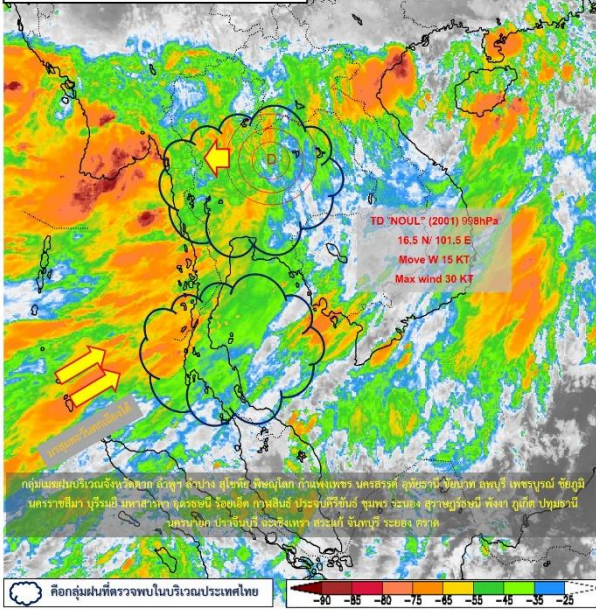 D
TD "NOUL" (2001) 998hPa
16.5 N/ 101.5 E
Move W 15 KT
Max wind 30 KT
มรสุมตะวันตกเฉียงใต้
กลุ่มเมฆฝนบริเวณจังหวัดตาก ลำพูน ลำปาง สุโขทัย พิษณุโลก กำแพงเพชร นครสวรรค์ อุทัยธานี ชัยนาท ลพบุรี เพชรบูรณ์ ชัยภูมิ
นครราชสีมา บุรีรมย์ มหาสารคา อุดรธษนี ร้อยเอ็ด กาฬสินธ์ ประจวบคีรีขันธ์ ชุมพร ระนอง สุราษฎร์ธษนี พังงา ภูเก็ต ปทุมธานี
นครนายก ปราจีนบุรี ฉะเชิงเทรา สระแก้ จันทบุรี ระยอง ตราด
คือกลุ่มฝนที่ตรวจพบในบริเวณประเทศไทย
-90 -85 -80 -75 -65 -55 -45 -35 -25